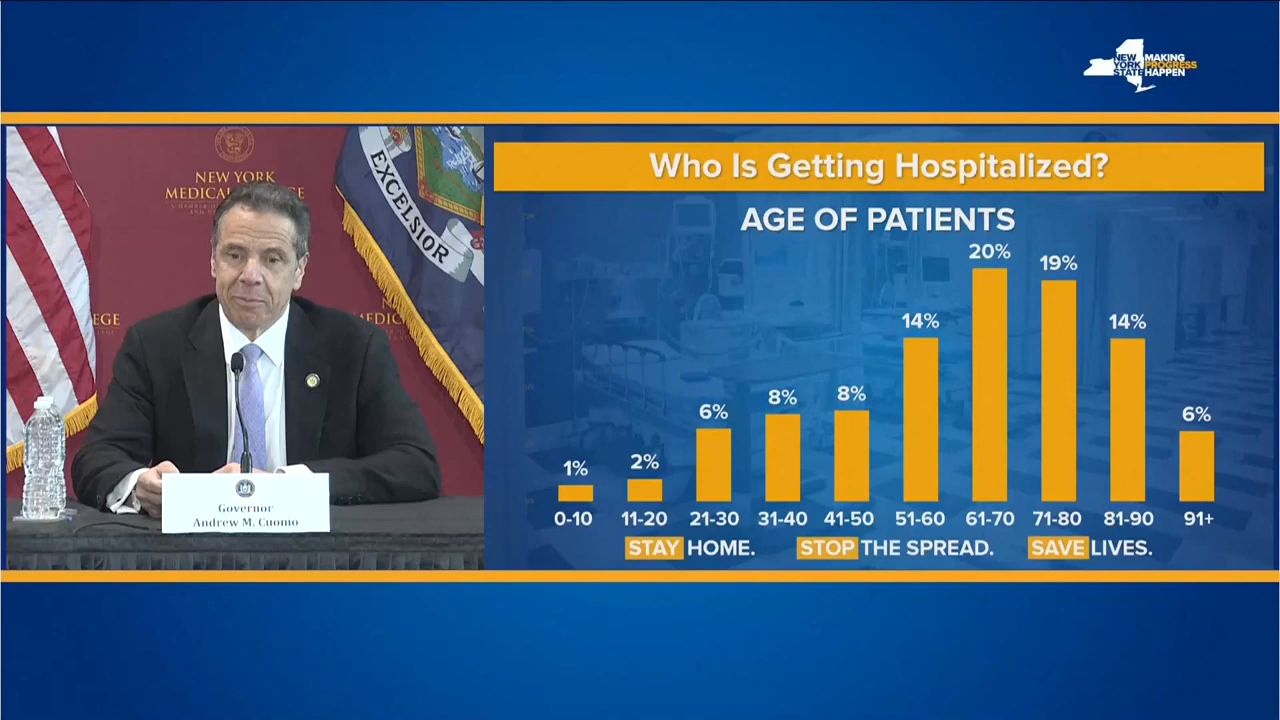 NEW YORK STATE
MAKING
PROGRESS
HAPPEN
NEW YORK
MEDICAL
EXCELSIOR
EGE
MEDIC
Governor
Andrew M. Cuomo
Who Is Getting Hospitalized?
AGE OF PATIENTS
1% 2% 6% 8% 8% 14% 20% 19% 14% 6%
0-10 11-20 21-30 31-40 41-50 51-60 61-70 71-80 81-90 91+
STAY HOME. STOP THE SPREAD. SAVE LIVES.